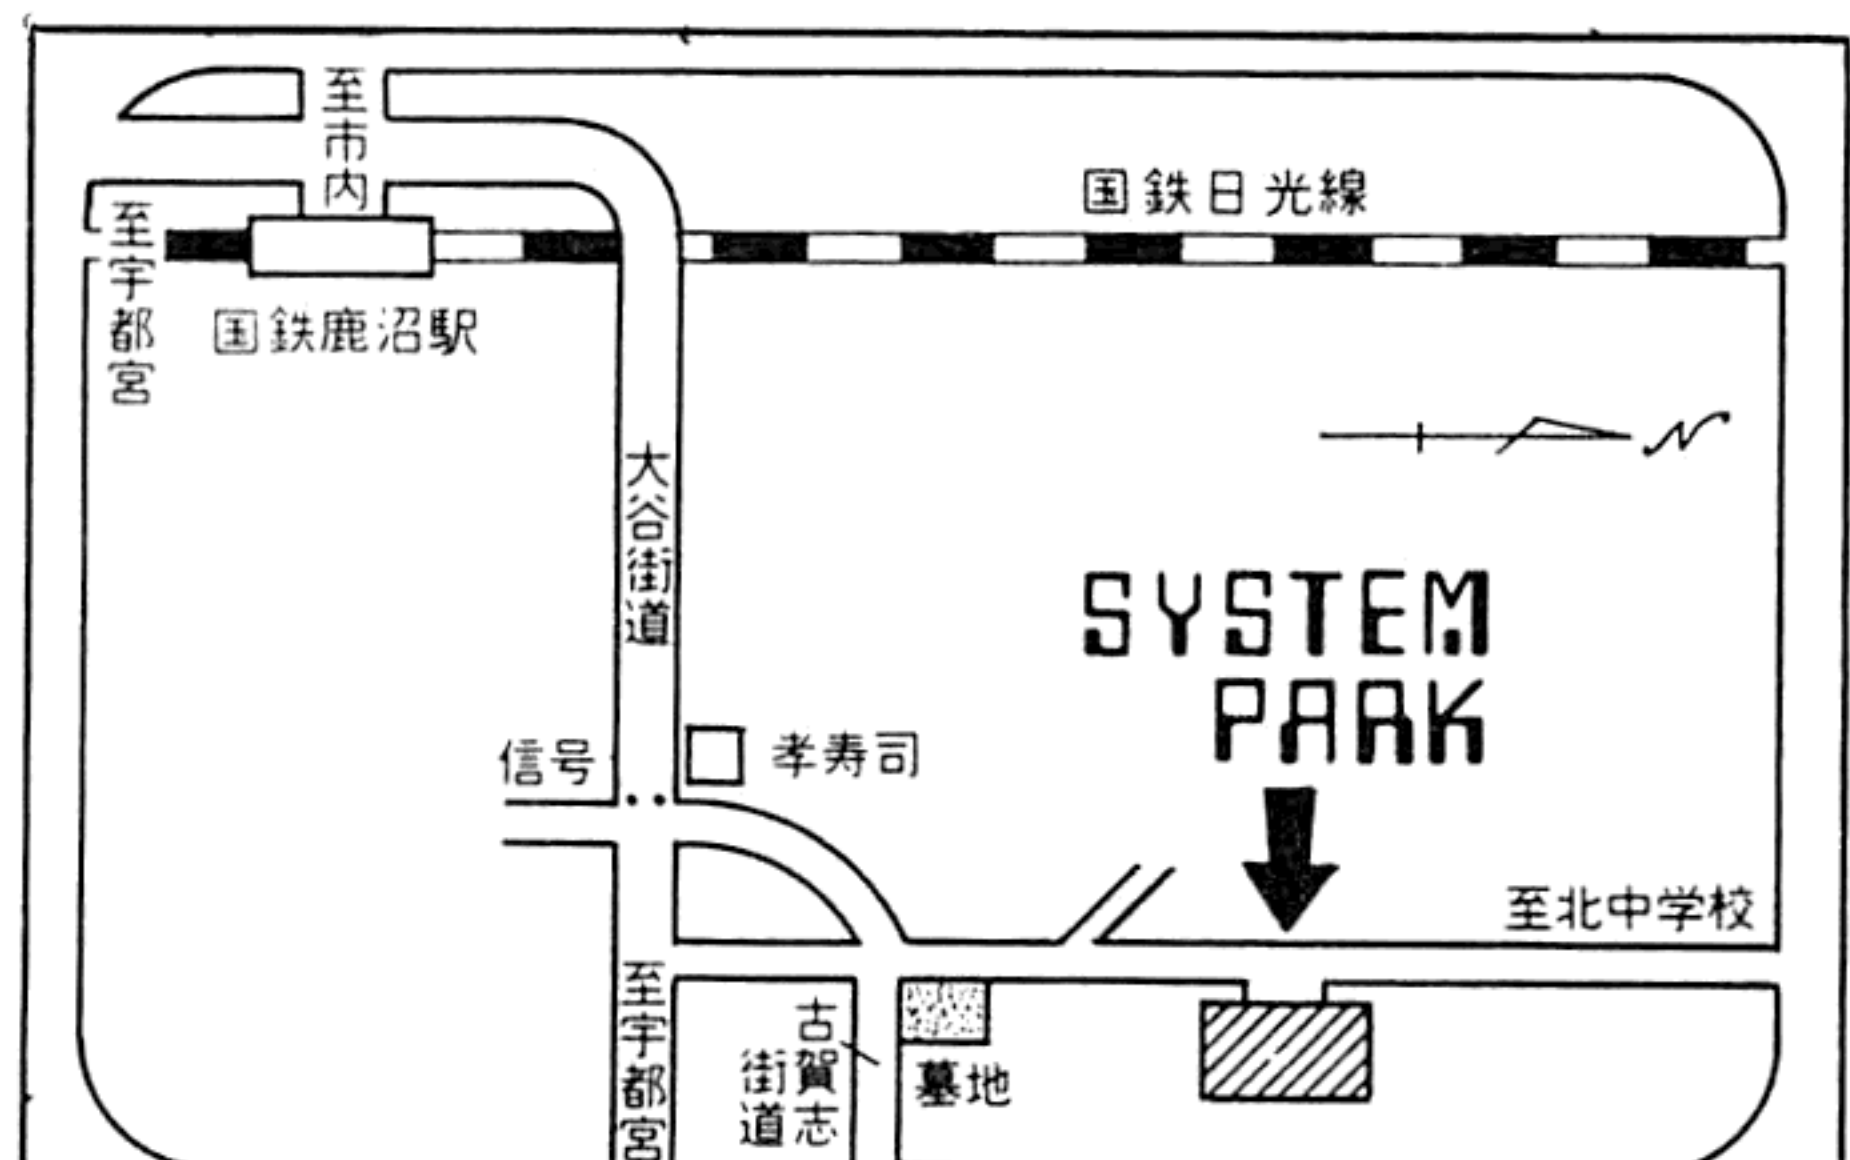 至市内
国鉄日光線
至宇都宮
国鉄鹿沼駅
N
大谷街道
SYSTEM
PARK
信号
孝寿司
至北中学校
至宇都宮
古賀志
街道
墓地